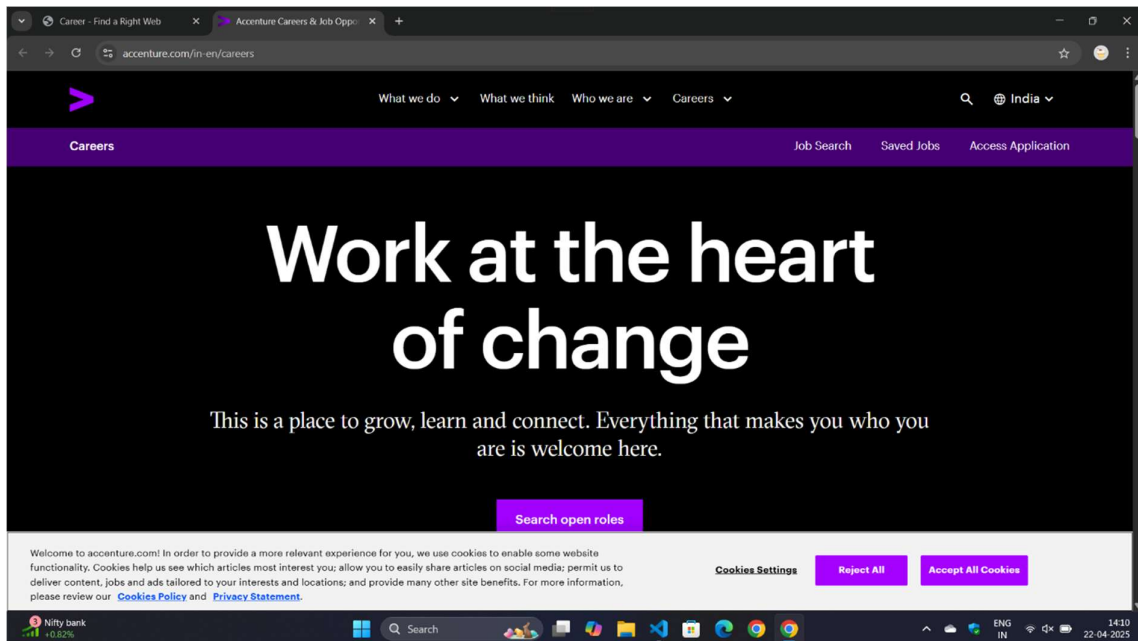 Career - Find a Right Web
Accenture Careers & Job Oppor
accenture.com/in-en/careers
What we do What we think Who we are Careers India
Careers Job Search Saved Jobs Access Application
Work at the heart
of change
This is a place to grow, learn and connect. Everything that makes you who you
are is welcome here.
Search open roles
Welcome to accenture.com! In order to provide a more relevant experience for you, we use cookies to enable some website
functionality. Cookies help us see which articles most interest you; allow you to easily share articles on social media; permit us to
deliver content, jobs and ads tailored to your interests and locations; and provide many other site benefits. For more information,
please review our Cookies Policy and Privacy Statement.
Cookies Settings Reject All Accept All Cookies
3 Nifty bank
+0.82%
Search
ENG
IN
14:10
22-04-2025